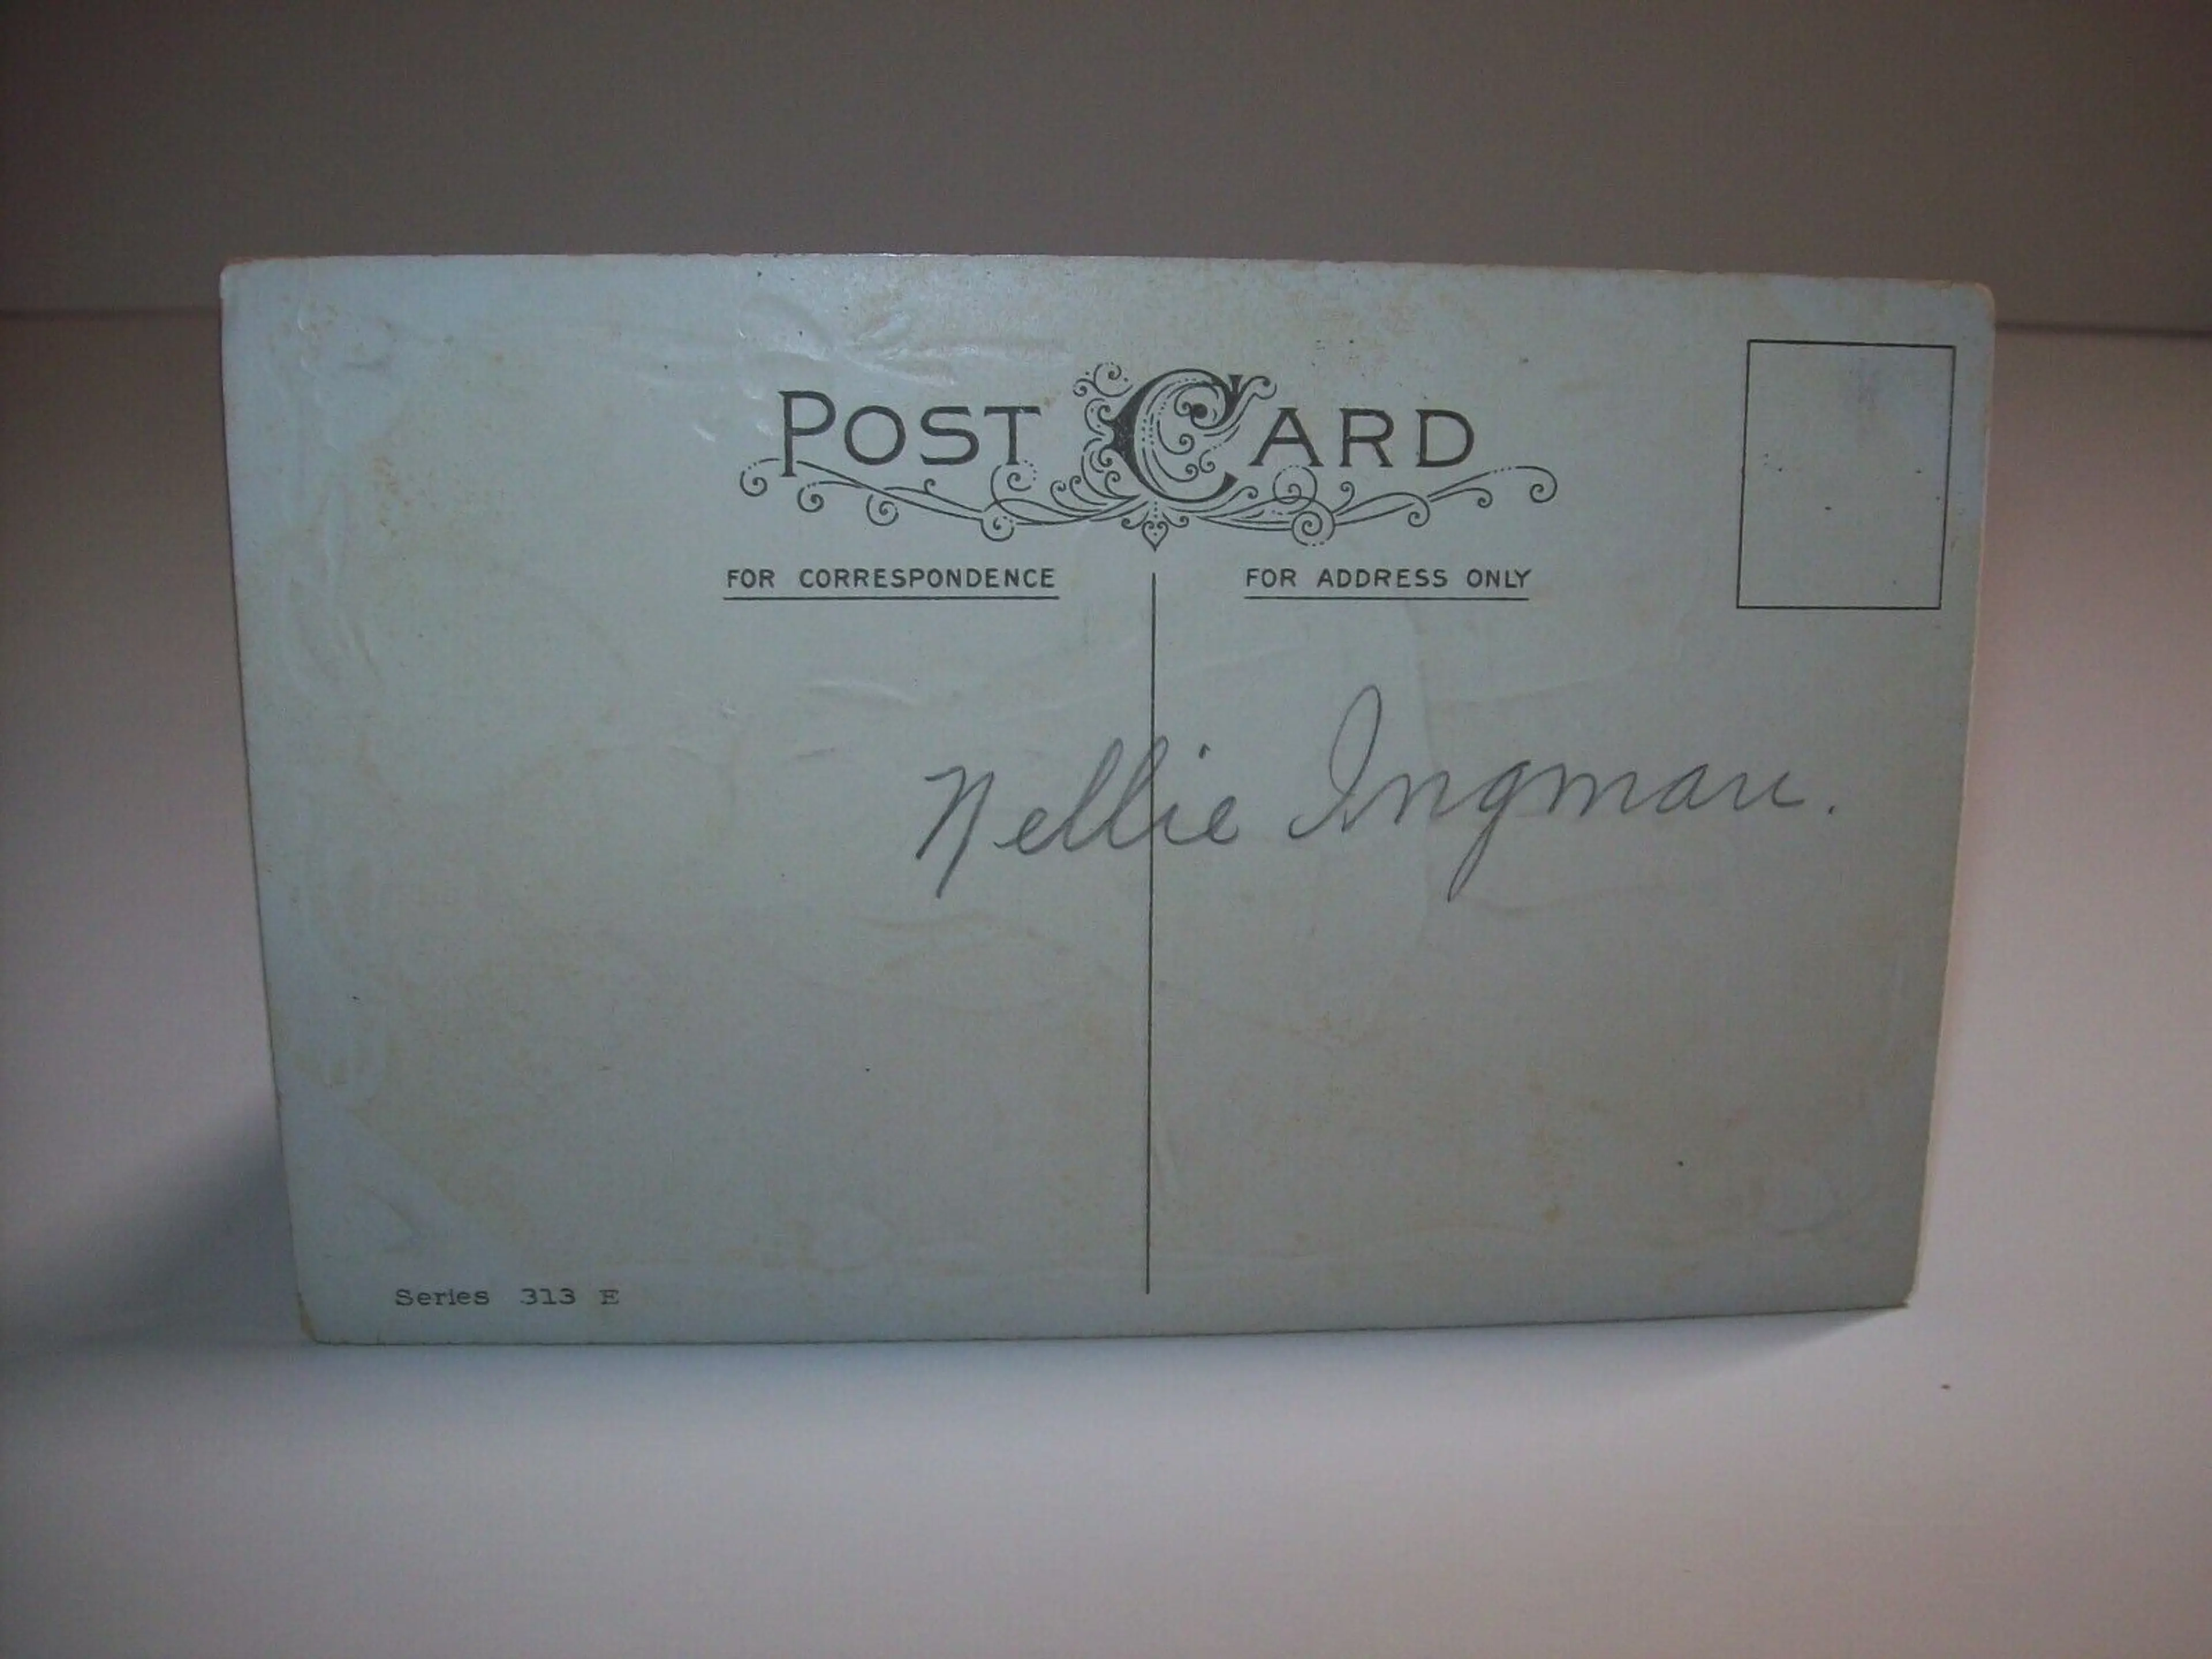 POST CARD
FOR CORRESPONDENCE
FOR ADDRESS ONLY
Nellie Ingman.
Series 313 E